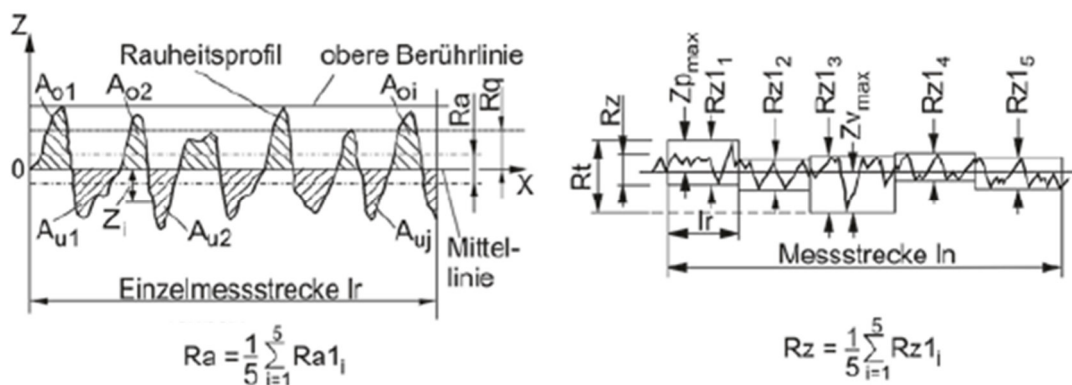 Z
Rauheitsprofil
obere Berührlinie
A_o1
A_o2
A_oi
Ra
Rq
0
X
A_u1
Z_i
A_u2
A_uj
Mittel-
linie
Einzelmessstrecke lr
Ra = 1/5 ∑_{i=1}^{5} Ra1_i
Rz
Zp_max
Rz1_1
Rz1_2
Rz1_3
Zv_max
Rz1_4
Rz1_5
Rt
lr
Messstrecke ln
Rz = 1/5 ∑_{i=1}^{5} Rz1_i